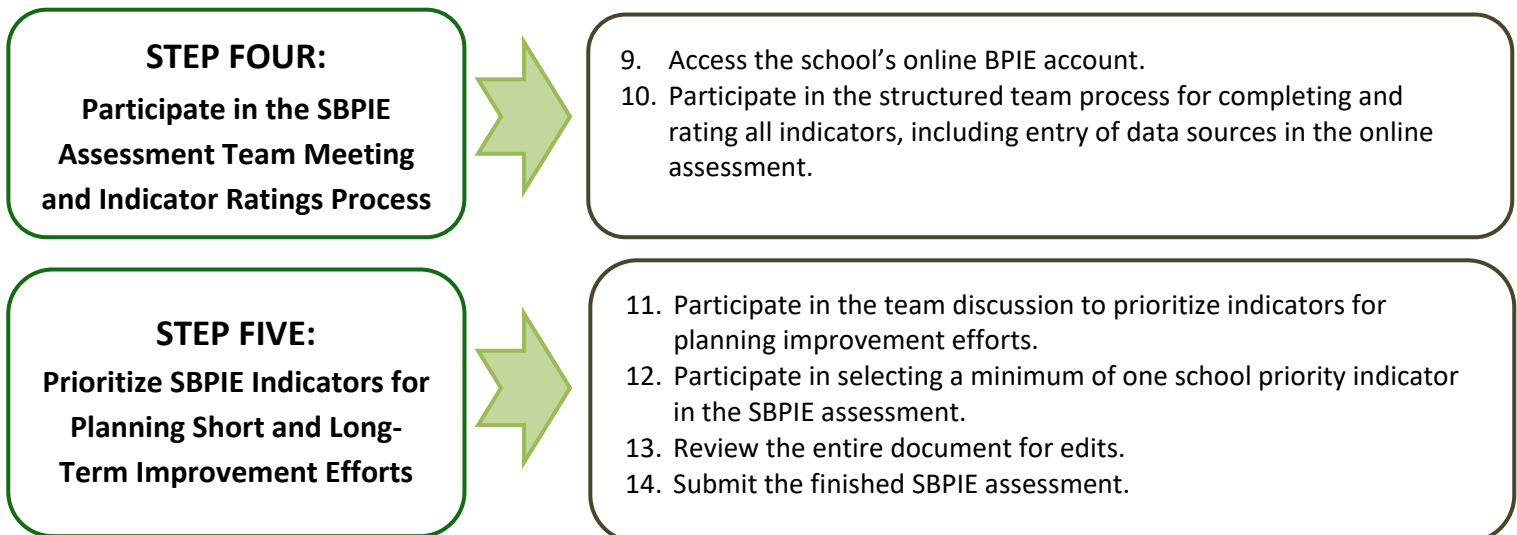 STEP FOUR:
Participate in the SBPIE
Assessment Team Meeting
and Indicator Ratings Process
9. Access the school’s online BPIE account.
10. Participate in the structured team process for completing and
rating all indicators, including entry of data sources in the online
assessment.
STEP FIVE:
Prioritize SBPIE Indicators for
Planning Short and Long-
Term Improvement Efforts
11. Participate in the team discussion to prioritize indicators for
planning improvement efforts.
12. Participate in selecting a minimum of one school priority indicator
in the SBPIE assessment.
13. Review the entire document for edits.
14. Submit the finished SBPIE assessment.